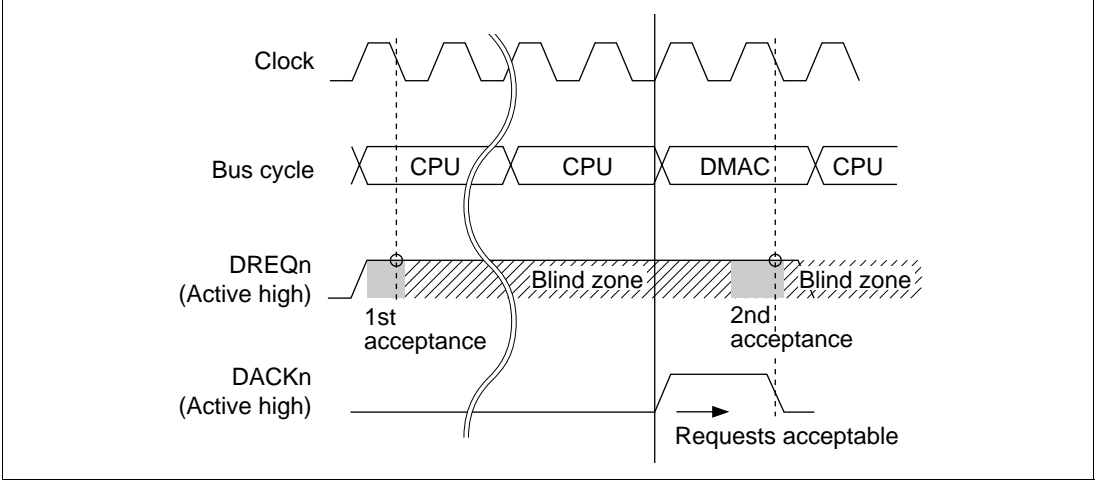 Clock
Bus cycle
CPU
CPU
DMAC
CPU
DREQn
(Active high)
Blind zone
Blind zone
1st
acceptance
2nd
acceptance
DACKn
(Active high)
Requests acceptable